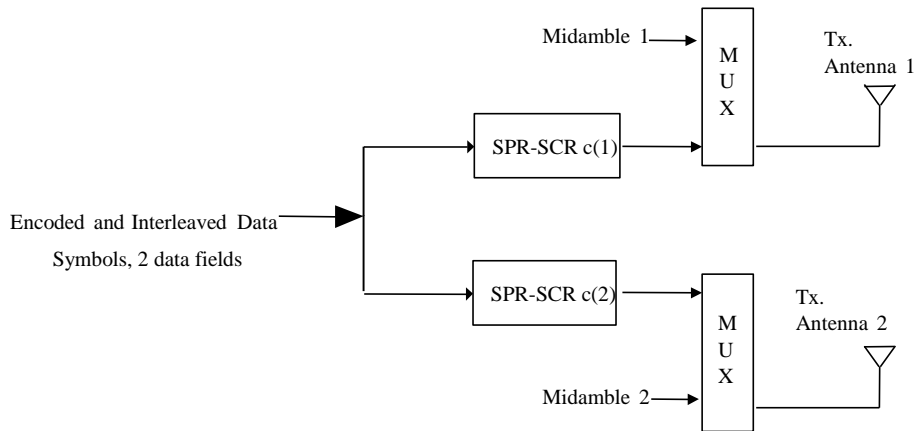 Midamble 1
M
U
X
Tx.
Antenna 1
SPR-SCR c(1)
Encoded and Interleaved Data
Symbols, 2 data fields
SPR-SCR c(2)
M
U
X
Tx.
Antenna 2
Midamble 2